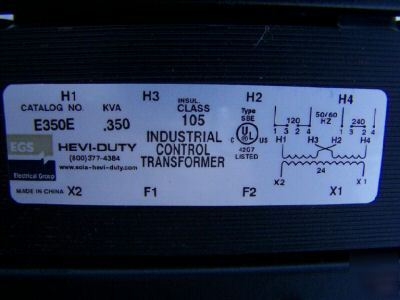 H1 H3 INSUL. H2 H4
CATALOG NO. KVA CLASS Type
E350E .350 105 SBE 50/60
HZ
120 240
1 3 2 4 1 3 2 4
H1 H3 H2 H4
C UL US
LISTED
42G7
EGS
Electrical Group
HEVI-DUTY
(800)377-4384
www.sola-hevi-duty.com
INDUSTRIAL
CONTROL
TRANSFORMER
X2 24 X1
MADE IN CHINA X2 F1 F2 X1